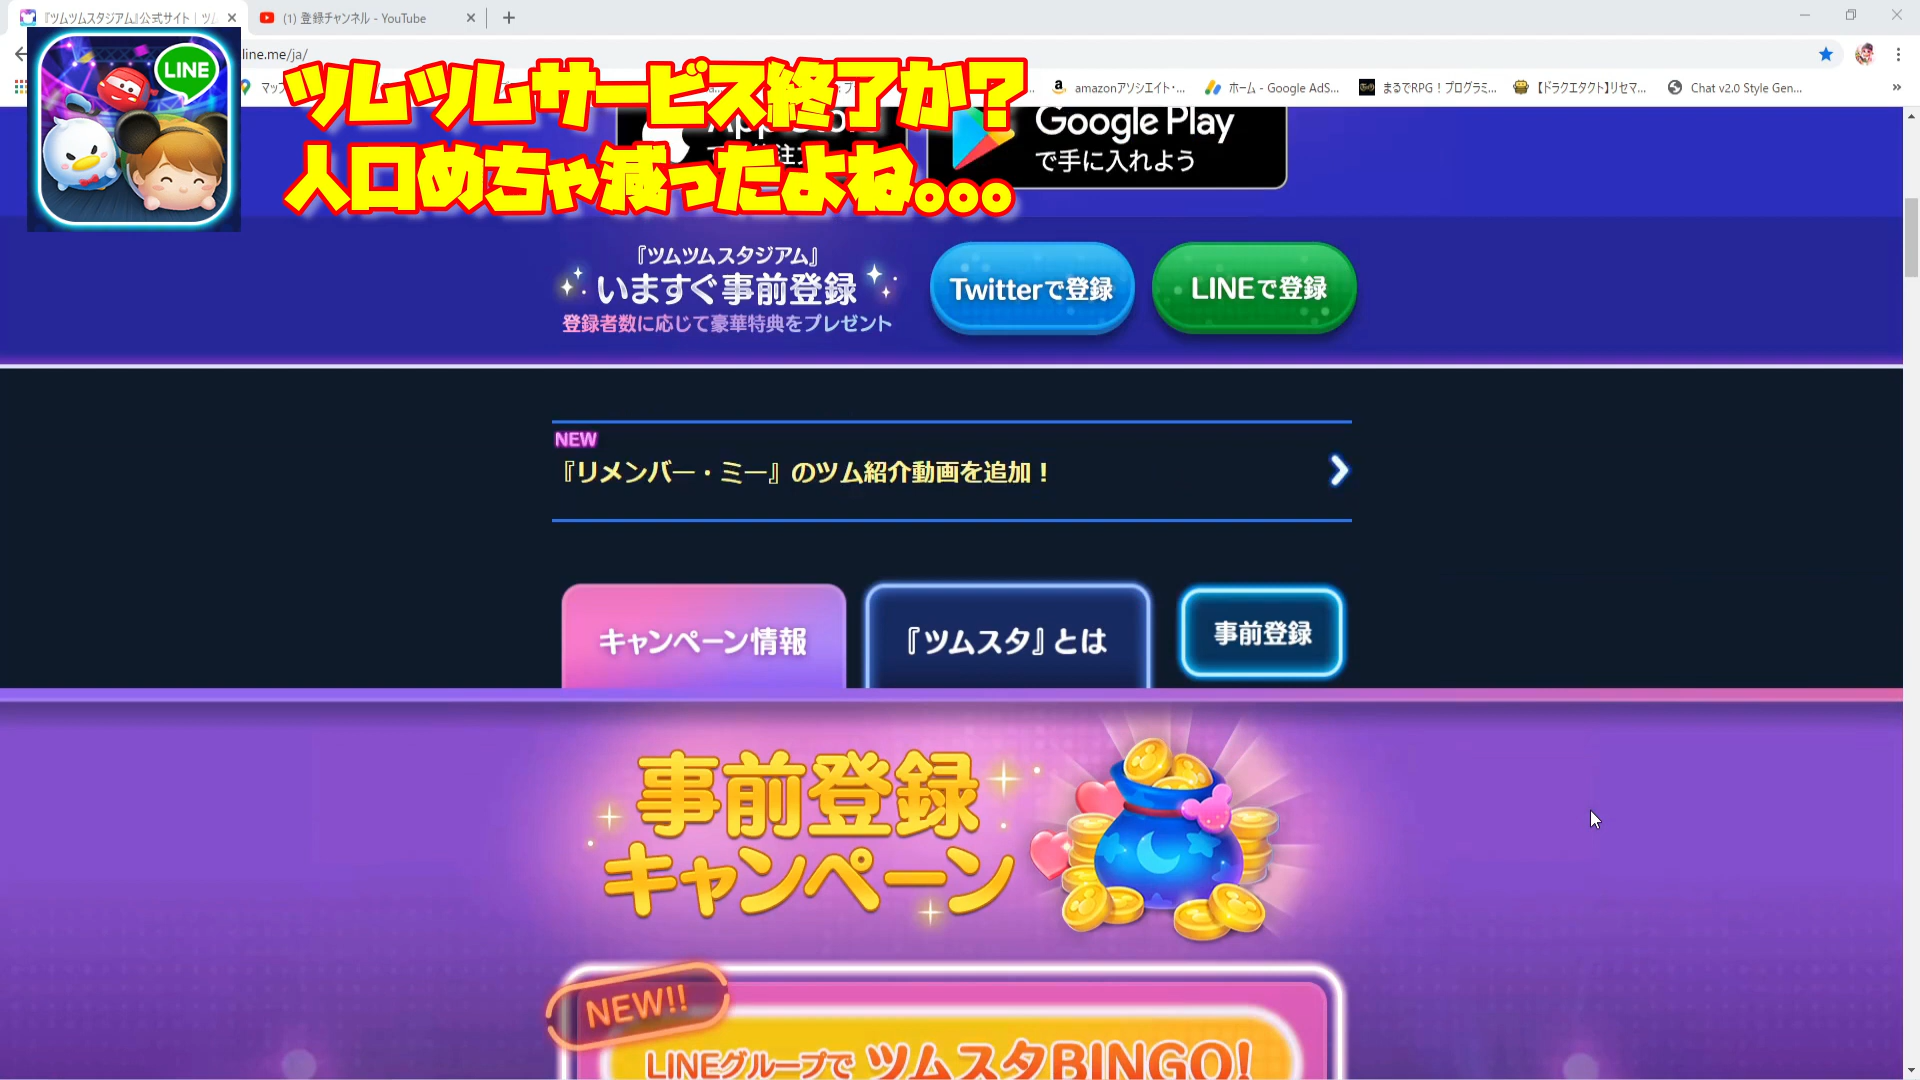 『ツムツムスタジアム』公式サイト｜ツム
(1) 登録チャンネル - YouTube
line.me/ja/
LINE
マッ
amazonアソシエイト・...
ホーム - Google AdS...
まるでRPG！プログラミ...
【ドラクエタクト】リセマ...
Chat v2.0 Style Gen...
ツムツムサービス終了か？
人口めちゃ減ったよね。。。
Google Play
で手に入れよう
『ツムツムスタジアム』
いますぐ事前登録
登録者数に応じて豪華特典をプレゼント
Twitterで登録
LINEで登録
NEW
『リメンバー・ミー』のツム紹介動画を追加！
キャンペーン情報
『ツムスタ』とは
事前登録
事前登録
キャンペーン
NEW!!
LINEグループで ツムスタBINGO!